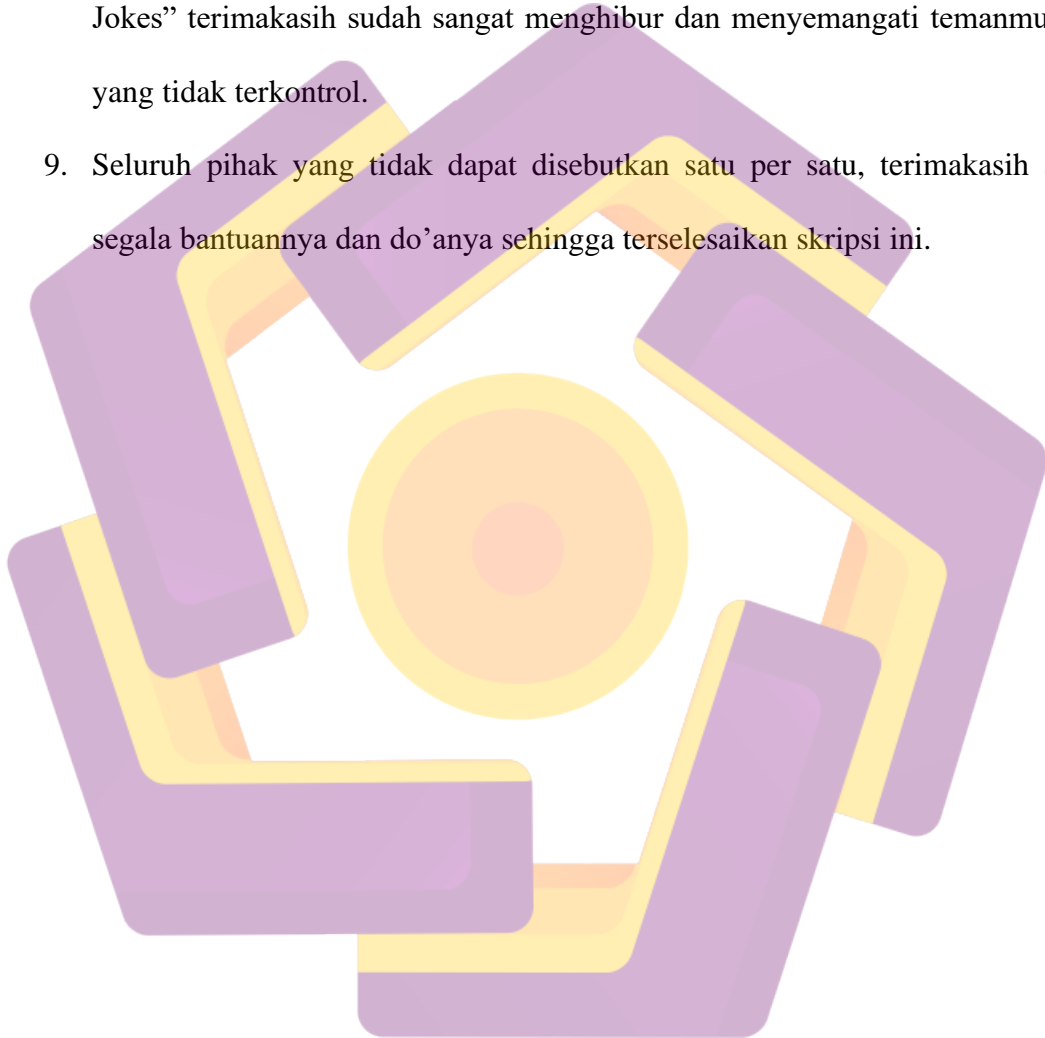 Jokes” terimakasih sudah sangat menghibur dan menyemangati temanmu
yang tidak terkontrol.
9. Seluruh pihak yang tidak dapat disebutkan satu per satu, terimakasih
segala bantuannya dan do’anya sehingga terselesaikan skripsi ini.